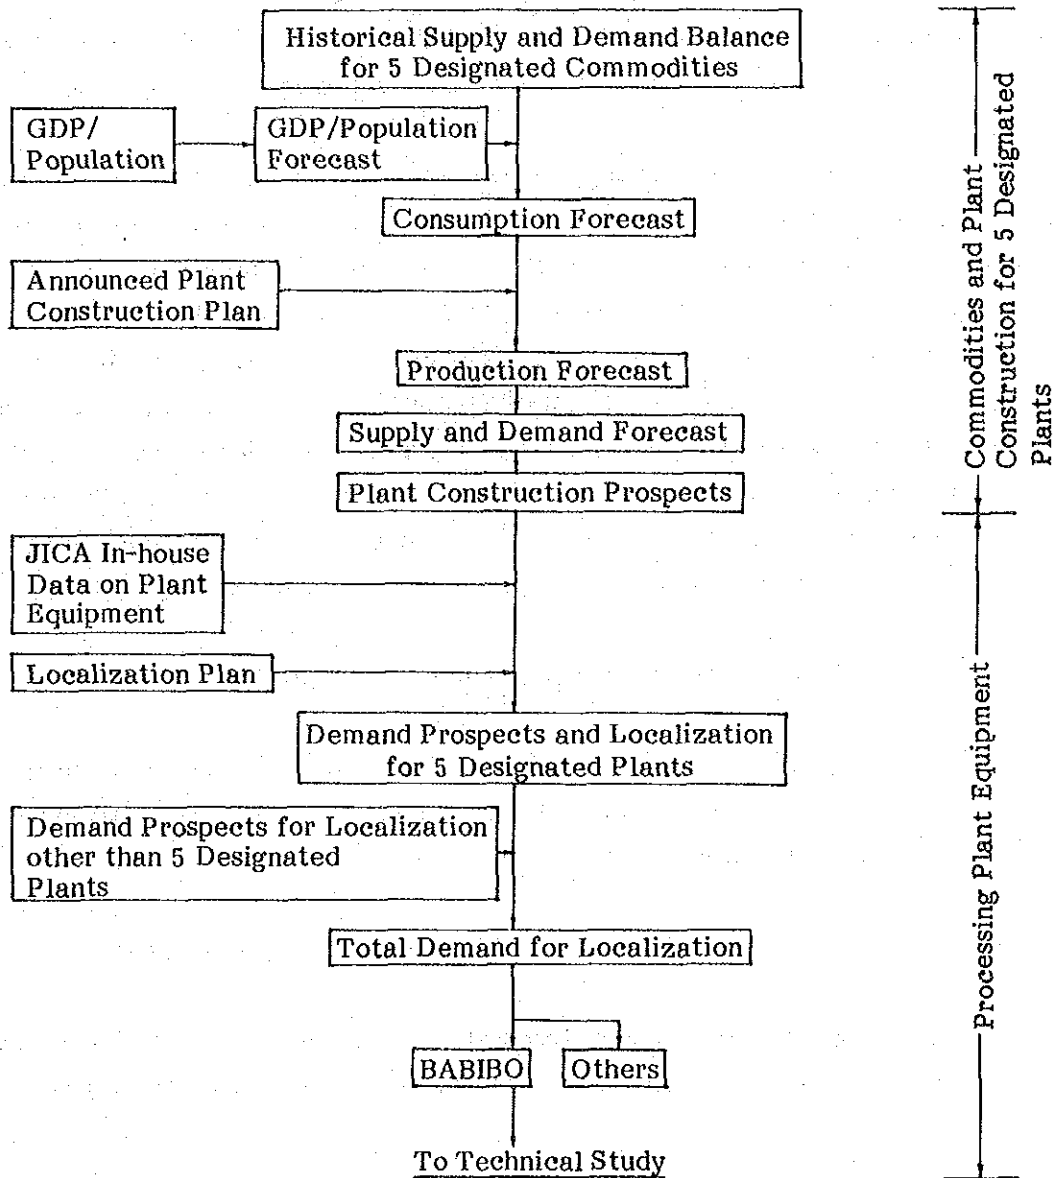 Historical Supply and Demand Balance
for 5 Designated Commodities
GDP/
Population
GDP/Population
Forecast
Consumption Forecast
Announced Plant
Construction Plan
Production Forecast
Supply and Demand Forecast
Plant Construction Prospects
JICA In-house
Data on Plant
Equipment
Localization Plan
Demand Prospects and Localization
for 5 Designated Plants
Demand Prospects for Localization
other than 5 Designated
Plants
Total Demand for Localization
BABIBO
Others
To Technical Study
Commodities and Plant
Construction for 5 Designated
Plants
Processing Plant Equipment